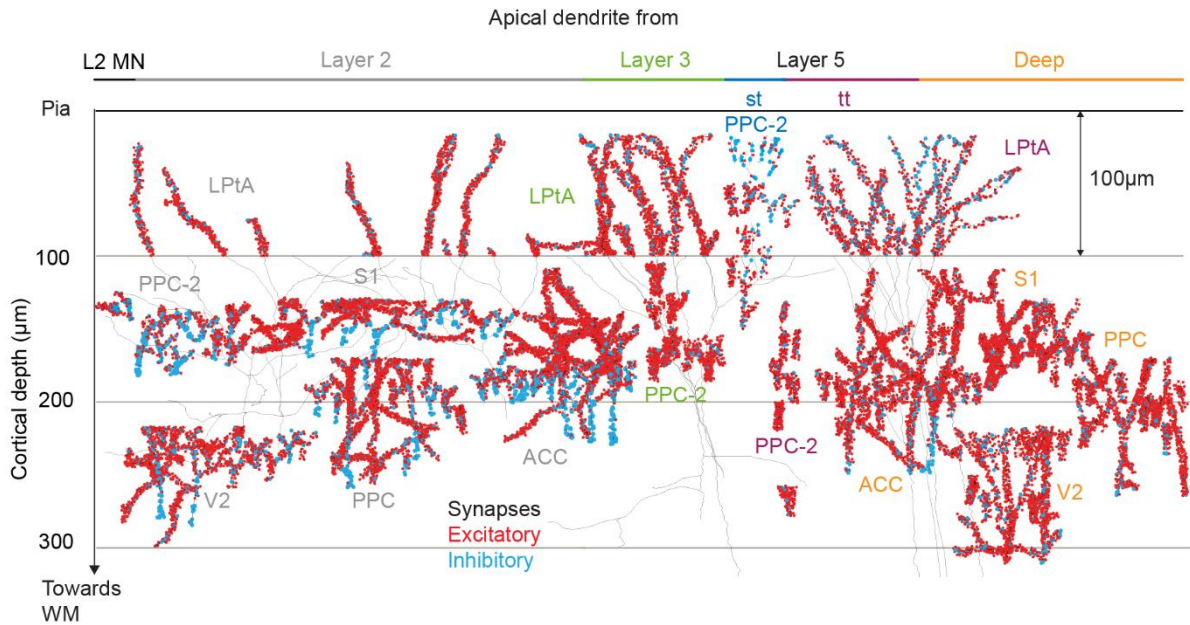 Apical dendrite from
L2 MN Layer 2 Layer 3 Layer 5 Deep
Pia st tt
PPC-2
LPtA LPtA LPtA
100µm
100
PPC-2 S1 S1
PPC
Cortical depth (µm)
200
PPC-2
PPC-2
ACC ACC
V2 PPC V2
Synapses
Excitatory
Inhibitory
300
Towards
WM